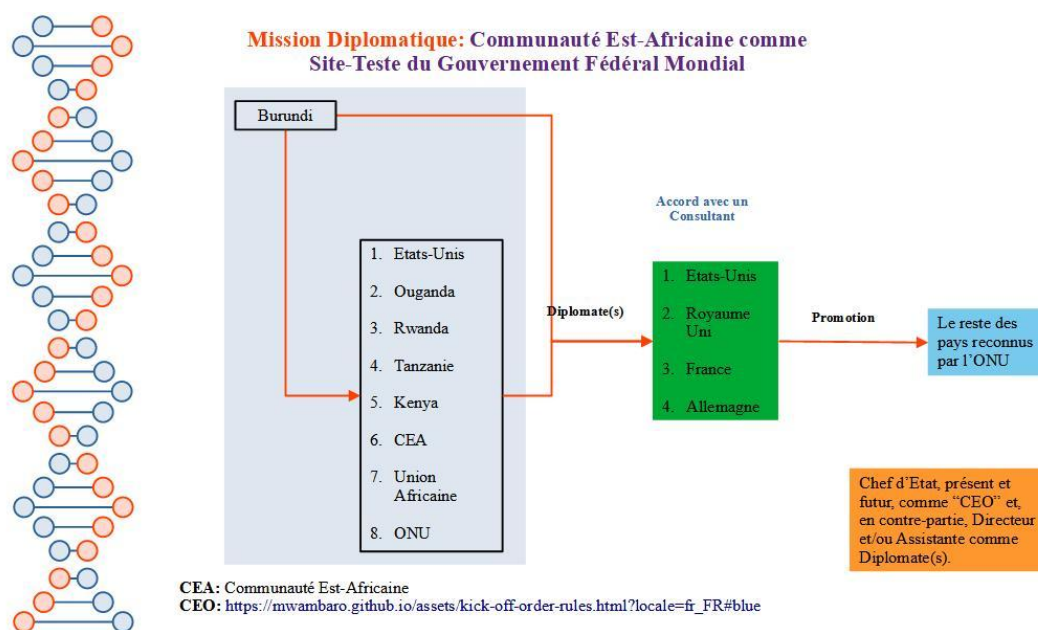 Mission Diplomatique: Communauté Est-Africaine comme
Site-Teste du Gouvernement Fédéral Mondial
Burundi
1. Etats-Unis
2. Ouganda
3. Rwanda
4. Tanzanie
5. Kenya
6. CEA
7. Union
Africaine
8. ONU
Diplomate(s)
Accord avec un
Consultant
1. Etats-Unis
2. Royaume
Uni
3. France
4. Allemagne
Promotion
Le reste des
pays reconnus
par l'ONU
Chef d'Etat, présent et
futur, comme “CEO” et,
en contre-partie, Directeur
et/ou Assistante comme
Diplomate(s).
CEA: Communauté Est-Africaine
CEO: https://mwambaro.github.io/assets/kick-off-order-rules.html?locale=fr_FR#blue